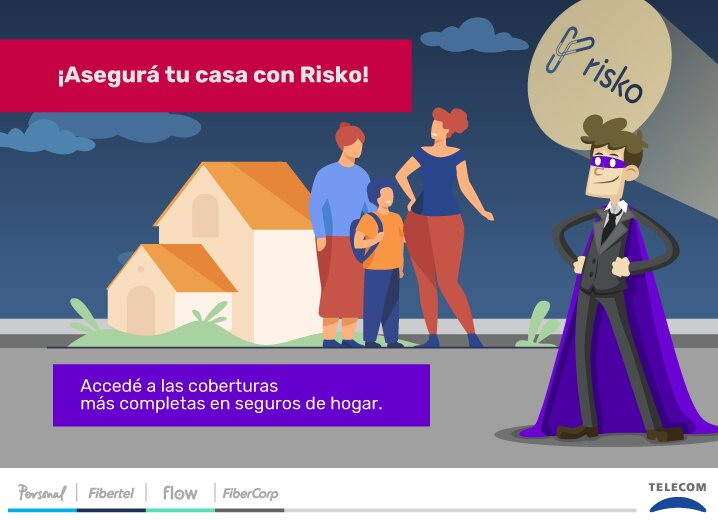 ¡Asegurá tu casa con Risko!
risko
Accedé a las coberturas
más completas en seguros de hogar.
Personal
Fibertel
flow
FiberCorp
TELECOM